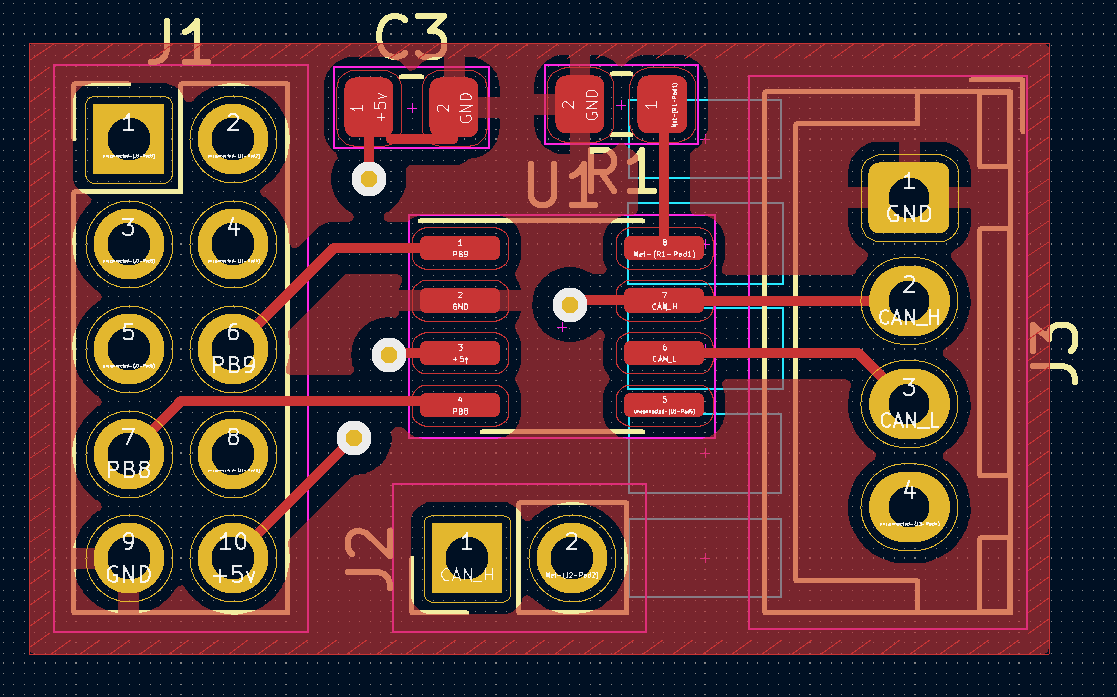 J1
C3
1
+5v
2
GND
2
GND
1
Net-(R1-Pad1)
U1
R1
1
2
3
4
5
6
PB9
7
PB8
8
9
GND
10
+5v
1
PB9
2
GND
3
+5v
4
PB8
8
Net-(R1-Pad1)
7
CAN_H
6
CAN_L
5
J2
1
CAN_H
2
Net-(J2-Pad2)
1
GND
2
CAN_H
3
CAN_L
4
J3